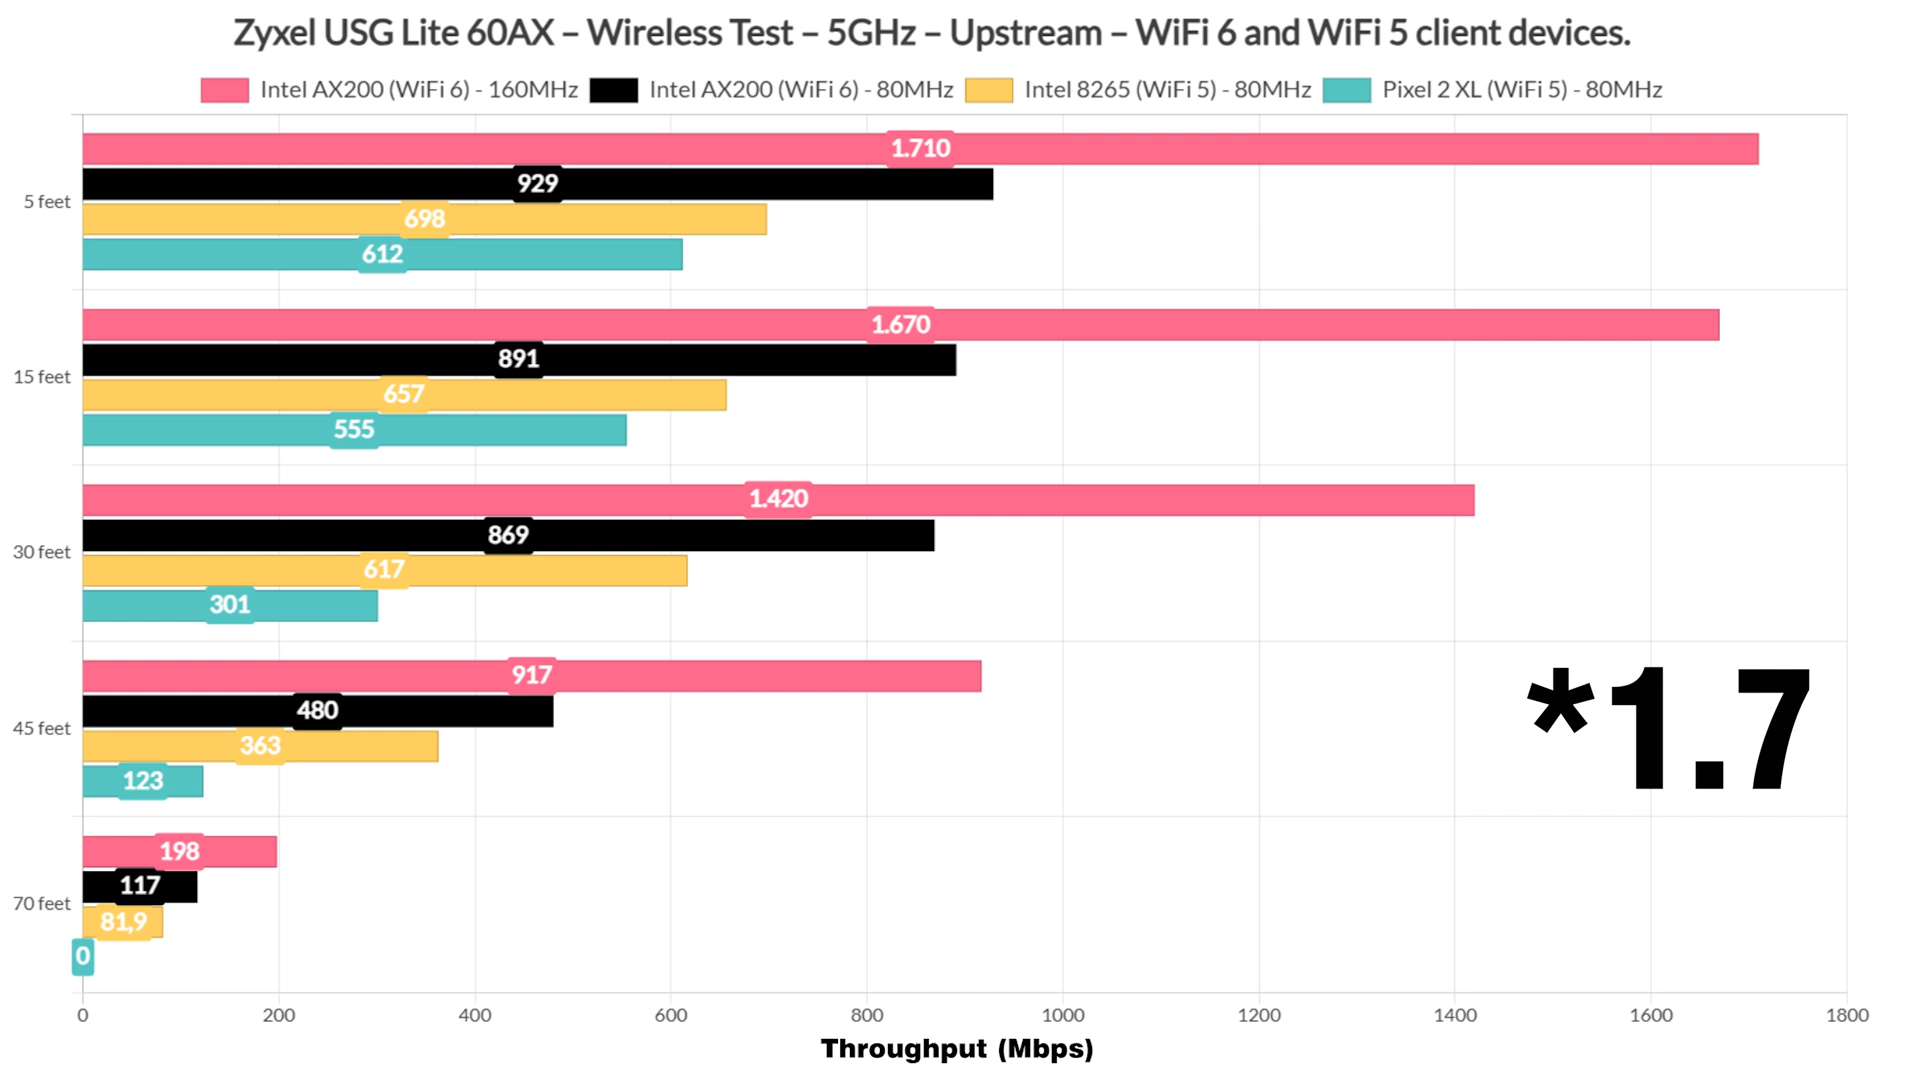 Zyxel USG Lite 60AX – Wireless Test – 5GHz – Upstream – WiFi 6 and WiFi 5 client devices.
Intel AX200 (WiFi 6) - 160MHz Intel AX200 (WiFi 6) - 80MHz Intel 8265 (WiFi 5) - 80MHz Pixel 2 XL (WiFi 5) - 80MHz
5 feet
1.710
929
698
612
15 feet
1.670
891
657
555
30 feet
1.420
869
617
301
45 feet
917
480
363
123
*1.7
70 feet
198
117
81,9
0
0 200 400 600 800 1000 1200 1400 1600 1800
Throughput (Mbps)